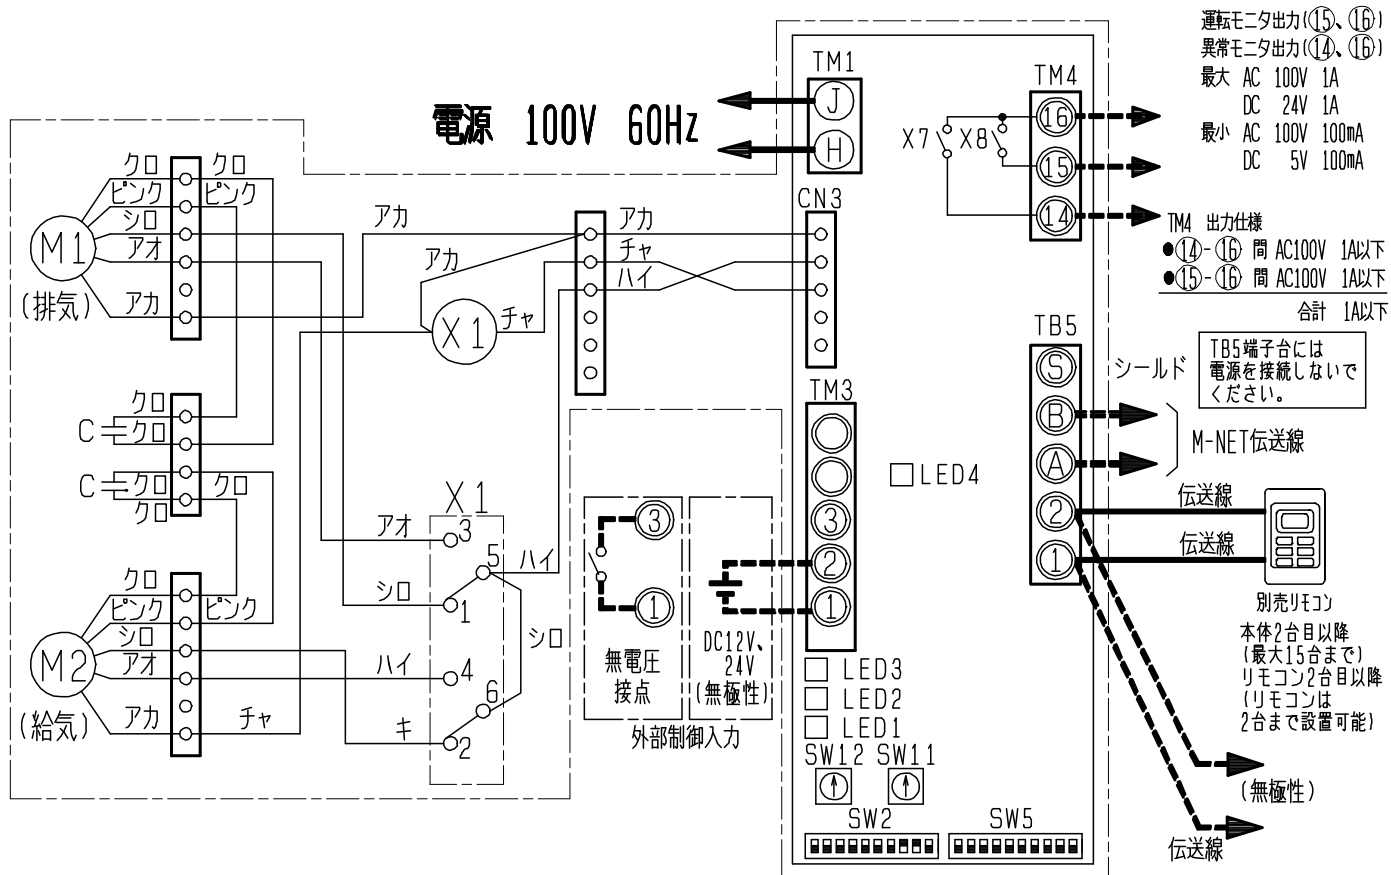 運転モニタ出力(⑮、⑯)
異常モニタ出力(⑭、⑯)
最大 AC 100V 1A
DC 24V 1A
最小 AC 100V 100mA
DC 5V 100mA
TM1
J
H
電源 100V 60Hz
TM4
16
15
14
X7
X8
TM4 出力仕様
●⑭-⑯ 間 AC100V 1A以下
●⑮-⑯ 間 AC100V 1A以下
合計 1A以下
クロ
ピンク
シロ
アオ
アカ
M1
(排気)
クロ
ピンク
アカ
アカ
X1
チャ
アカ
チャ
ハイ
CN3
TB5
S
B
A
2
1
シールド
TB5端子台には
電源を接続しないで
ください。
M-NET伝送線
伝送線
伝送線
別売リモコン
本体2台目以降
(最大15台まで)
リモコン2台目以降
(リモコンは
2台まで設置可能)
(無極性)
伝送線
C
クロ
クロ
C
クロ
クロ
クロ
TM3
3
2
1
LED4
X1
アオ
3
5
ハイ
シロ
1
シロ
ハイ
4
6
キ
2
3
1
無電圧
接点
DC12V、
24V
(無極性)
外部制御入力
クロ
ピンク
シロ
アオ
アカ
M2
(給気)
ピンク
チャ
LED3
LED2
LED1
SW12
SW11
SW2
SW5